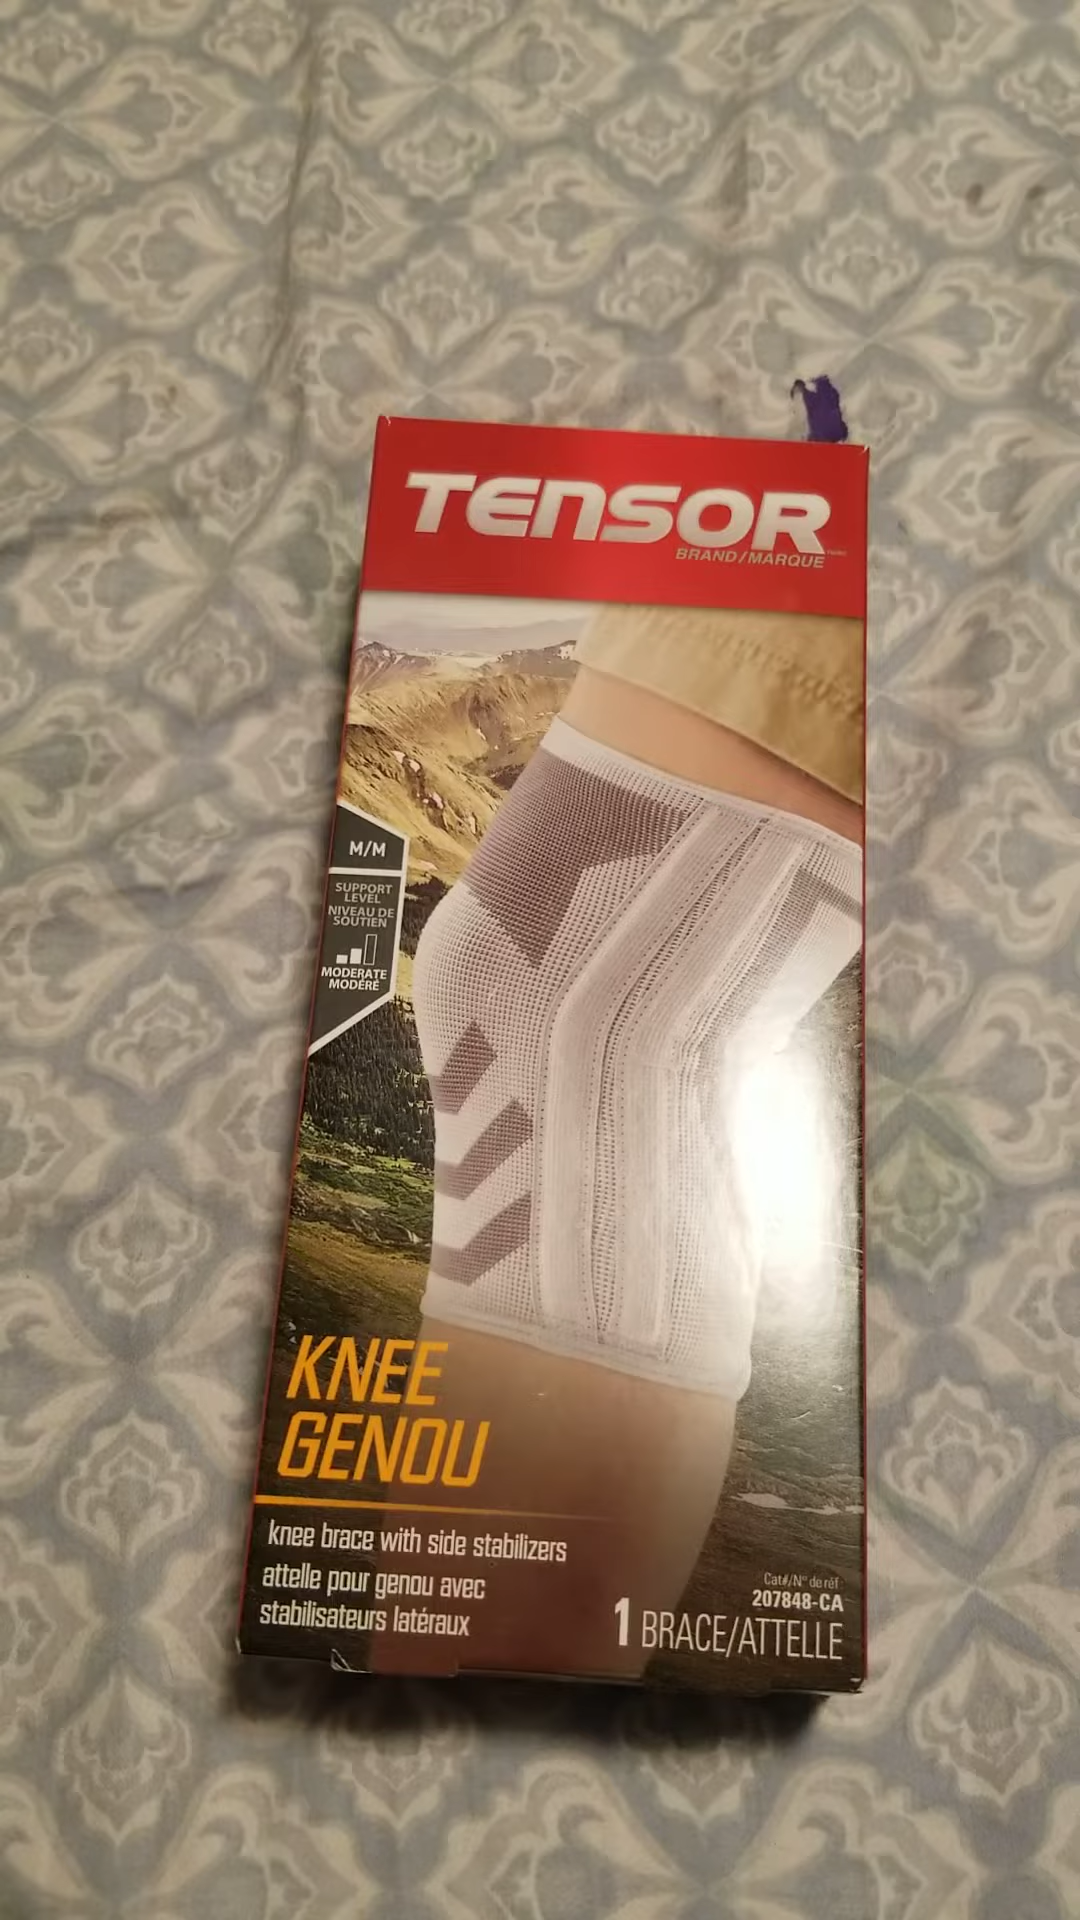 TENSOR
BRAND/MARQUE
M/M
SUPPORT
LEVEL
NIVEAU DE
SOUTIEN
MODERATE
MODÉRÉ
KNEE
GENOU
knee brace with side stabilizers
attelle pour genou avec
stabilisateurs latéraux
Cat#/Nº de réf
207848-CA
1 BRACE/ATTELLE